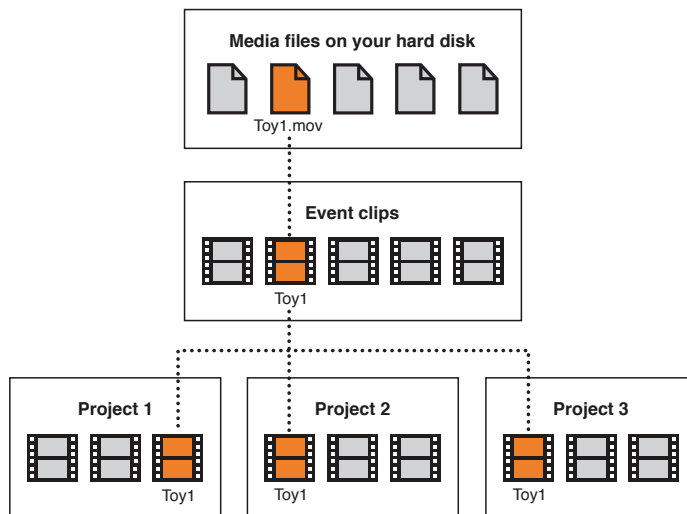 Media files on your hard disk
Toy1.mov
Event clips
Toy1
Project 1
Project 2
Project 3
Toy1
Toy1
Toy1